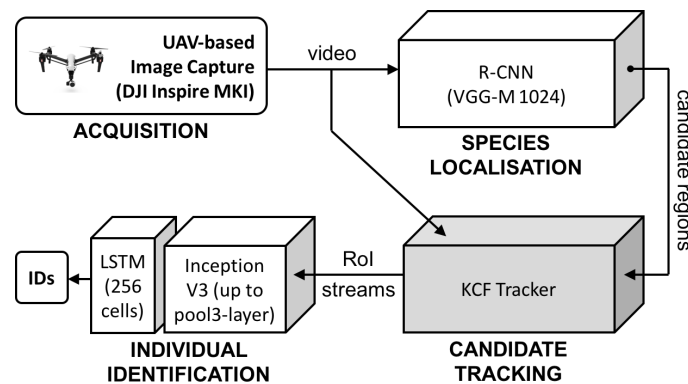 UAV-based
Image Capture
(DJI Inspire MKI)
ACQUISITION
video
R-CNN
(VGG-M 1024)
SPECIES
LOCALISATION
candidate regions
KCF Tracker
CANDIDATE
TRACKING
RoI
streams
Inception
V3 (up to
pool3-layer)
LSTM
(256
cells)
INDIVIDUAL
IDENTIFICATION
IDs